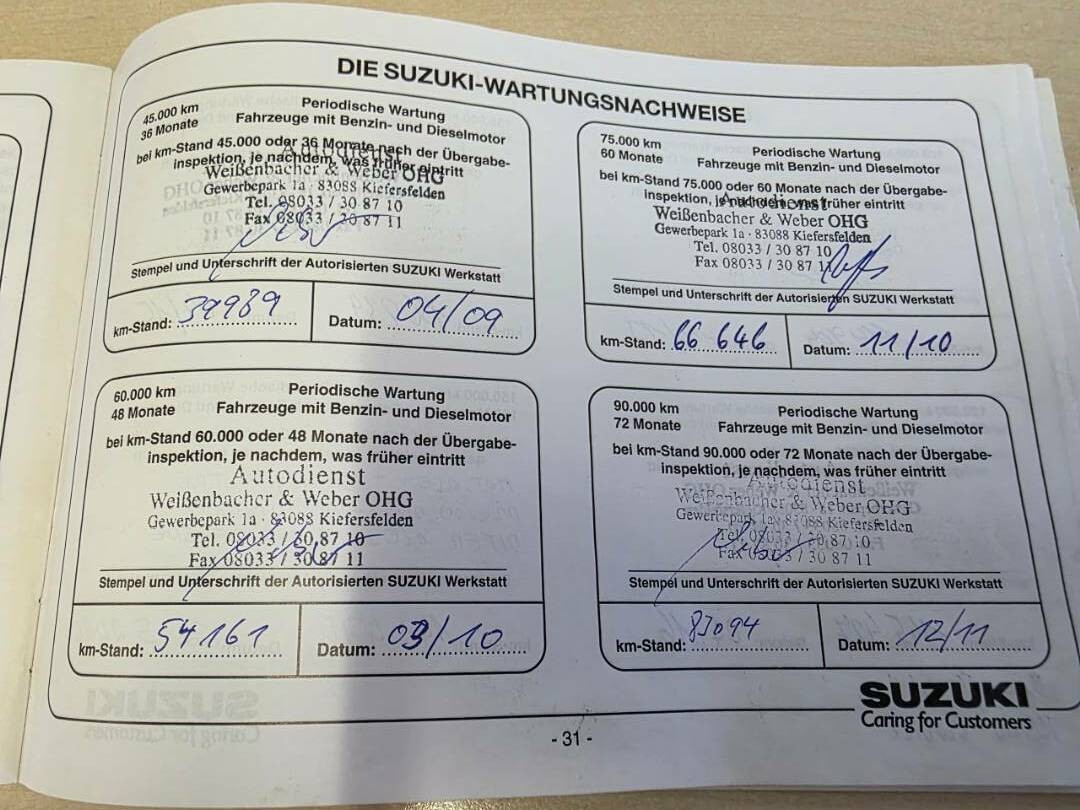 DIE SUZUKI-WARTUNGSNACHWEISE
45.000 km
36 Monate
Periodische Wartung
Fahrzeuge mit Benzin- und Dieselmotor
bei km-Stand 45.000 oder 36 Monate nach der Übergabe-
inspektion, je nachdem, was früher eintritt
Autodienst
Weißenbacher & Weber OHG
Gewerbepark 1a · 83088 Kiefersfelden
Tel. 08033 / 30 87 10
Fax 08033 / 30 87 11
Stempel und Unterschrift der Autorisierten SUZUKI Werkstatt
km-Stand: 39989
Datum: 04/09
60.000 km
48 Monate
Periodische Wartung
Fahrzeuge mit Benzin- und Dieselmotor
bei km-Stand 60.000 oder 48 Monate nach der Übergabe-
inspektion, je nachdem, was früher eintritt
Autodienst
Weißenbacher & Weber OHG
Gewerbepark 1a · 83088 Kiefersfelden
Tel. 08033 / 30 87 10
Fax 08033 / 30 87 11
Stempel und Unterschrift der Autorisierten SUZUKI Werkstatt
km-Stand: 54161
Datum: 03/10
75.000 km
60 Monate
Periodische Wartung
Fahrzeuge mit Benzin- und Dieselmotor
bei km-Stand 75.000 oder 60 Monate nach der Übergabe-
inspektion, je nachdem, was früher eintritt
Autodienst
Weißenbacher & Weber OHG
Gewerbepark 1a · 83088 Kiefersfelden
Tel. 08033 / 30 87 10
Fax 08033 / 30 87 11
Stempel und Unterschrift der Autorisierten SUZUKI Werkstatt
km-Stand: 66 646
Datum: 11/10
90.000 km
72 Monate
Periodische Wartung
Fahrzeuge mit Benzin- und Dieselmotor
bei km-Stand 90.000 oder 72 Monate nach der Übergabe-
inspektion, je nachdem, was früher eintritt
Autodienst
Weißenbacher & Weber OHG
Gewerbepark 1a · 83088 Kiefersfelden
Tel. 08033 / 30 87 10
Fax 08033 / 30 87 11
Stempel und Unterschrift der Autorisierten SUZUKI Werkstatt
km-Stand: 83094
Datum: 12/11
SUZUKI
Caring for Customers
- 31 -